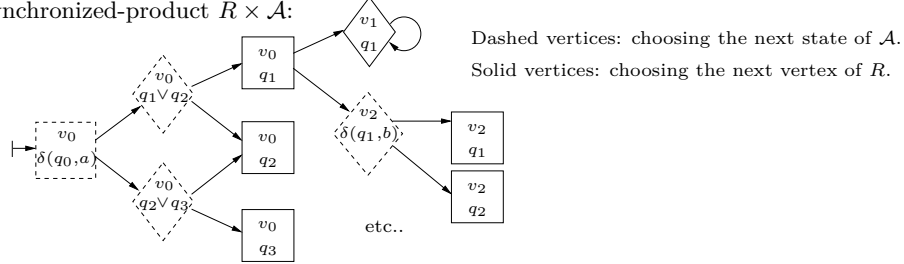 ynchronized-product R × A:
v₁
q₁
Dashed vertices: choosing the next state of A.
Solid vertices: choosing the next vertex of R.
v₀
q₁
v₀
q₁∨q₂
v₂
δ(q₁,b)
v₂
q₁
v₀
δ(q₀,a)
v₀
q₂
v₀
q₂∨q₃
v₂
q₂
v₀
q₃
etc..